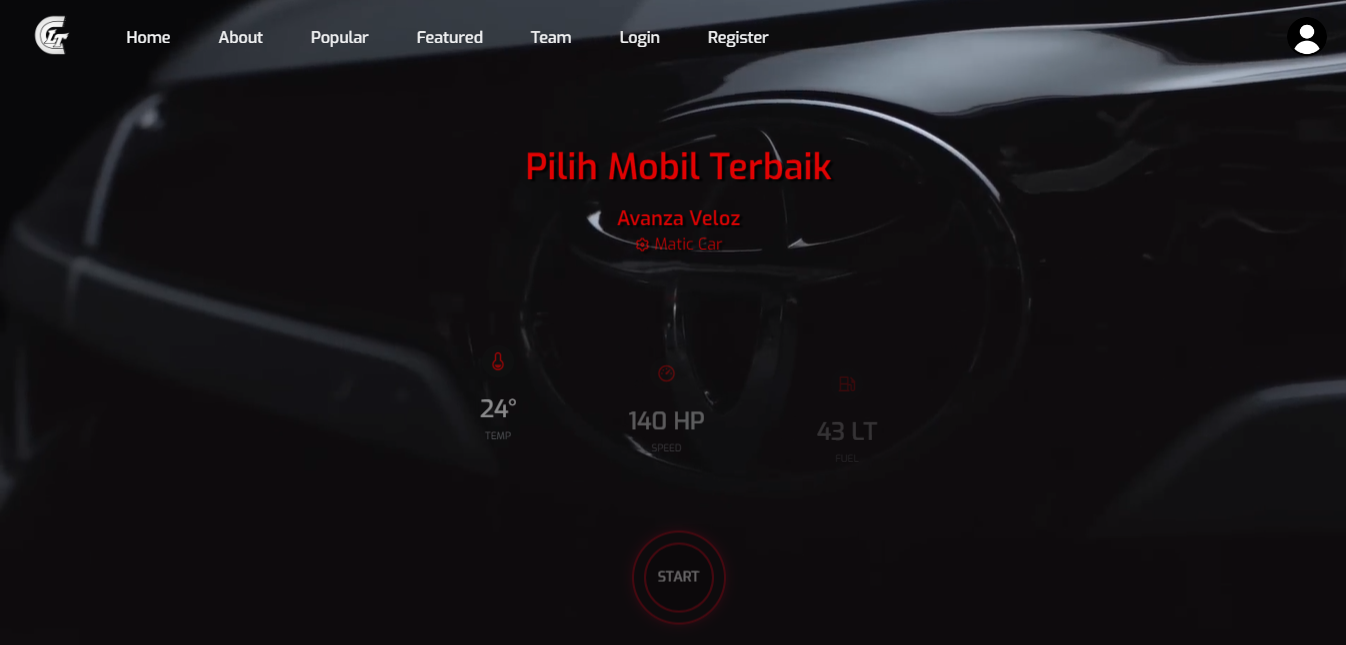 LT
Home About Popular Featured Team Login Register
Pilih Mobil Terbaik
Avanza Veloz
Matic Car
24°
TEMP
140 HP
SPEED
43 LT
FUEL
START